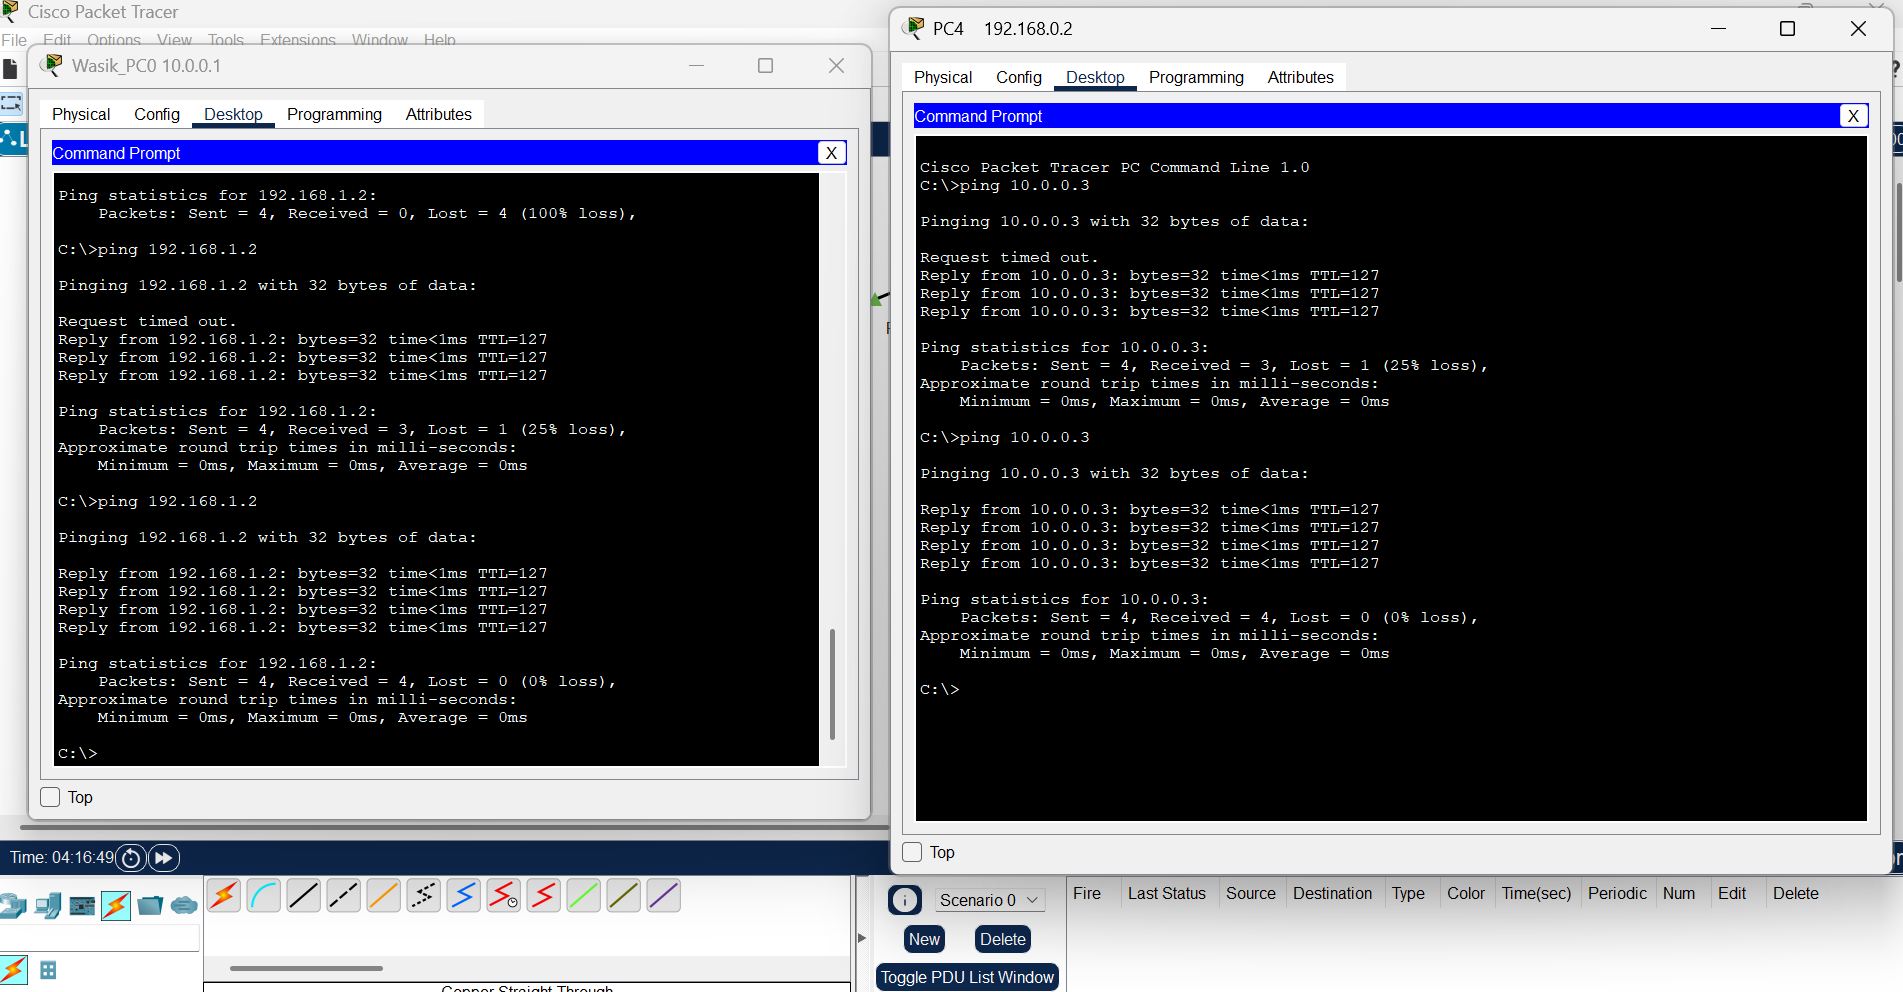 Cisco Packet Tracer
File Edit Options View Tools Extensions Window Help
Wasik_PC0 10.0.0.1
Physical Config Desktop Programming Attributes
Command Prompt
X
Ping statistics for 192.168.1.2:
Packets: Sent = 4, Received = 0, Lost = 4 (100% loss),
C:\>ping 192.168.1.2
Pinging 192.168.1.2 with 32 bytes of data:
Request timed out.
Reply from 192.168.1.2: bytes=32 time<1ms TTL=127
Reply from 192.168.1.2: bytes=32 time<1ms TTL=127
Reply from 192.168.1.2: bytes=32 time<1ms TTL=127
Ping statistics for 192.168.1.2:
Packets: Sent = 4, Received = 3, Lost = 1 (25% loss),
Approximate round trip times in milli-seconds:
Minimum = 0ms, Maximum = 0ms, Average = 0ms
C:\>ping 192.168.1.2
Pinging 192.168.1.2 with 32 bytes of data:
Reply from 192.168.1.2: bytes=32 time<1ms TTL=127
Reply from 192.168.1.2: bytes=32 time<1ms TTL=127
Reply from 192.168.1.2: bytes=32 time<1ms TTL=127
Reply from 192.168.1.2: bytes=32 time<1ms TTL=127
Ping statistics for 192.168.1.2:
Packets: Sent = 4, Received = 4, Lost = 0 (0% loss),
Approximate round trip times in milli-seconds:
Minimum = 0ms, Maximum = 0ms, Average = 0ms
C:\>
Top
PC4 192.168.0.2
Physical Config Desktop Programming Attributes
Command Prompt
X
Cisco Packet Tracer PC Command Line 1.0
C:\>ping 10.0.0.3
Pinging 10.0.0.3 with 32 bytes of data:
Request timed out.
Reply from 10.0.0.3: bytes=32 time<1ms TTL=127
Reply from 10.0.0.3: bytes=32 time<1ms TTL=127
Reply from 10.0.0.3: bytes=32 time<1ms TTL=127
Ping statistics for 10.0.0.3:
Packets: Sent = 4, Received = 3, Lost = 1 (25% loss),
Approximate round trip times in milli-seconds:
Minimum = 0ms, Maximum = 0ms, Average = 0ms
C:\>ping 10.0.0.3
Pinging 10.0.0.3 with 32 bytes of data:
Reply from 10.0.0.3: bytes=32 time<1ms TTL=127
Reply from 10.0.0.3: bytes=32 time<1ms TTL=127
Reply from 10.0.0.3: bytes=32 time<1ms TTL=127
Reply from 10.0.0.3: bytes=32 time<1ms TTL=127
Ping statistics for 10.0.0.3:
Packets: Sent = 4, Received = 4, Lost = 0 (0% loss),
Approximate round trip times in milli-seconds:
Minimum = 0ms, Maximum = 0ms, Average = 0ms
C:\>
Top
Time: 04:16:49
Scenario 0
New Delete
Toggle PDU List Window
Fire Last Status Source Destination Type Color Time(sec) Periodic Num Edit Delete
Copper Straight-Through